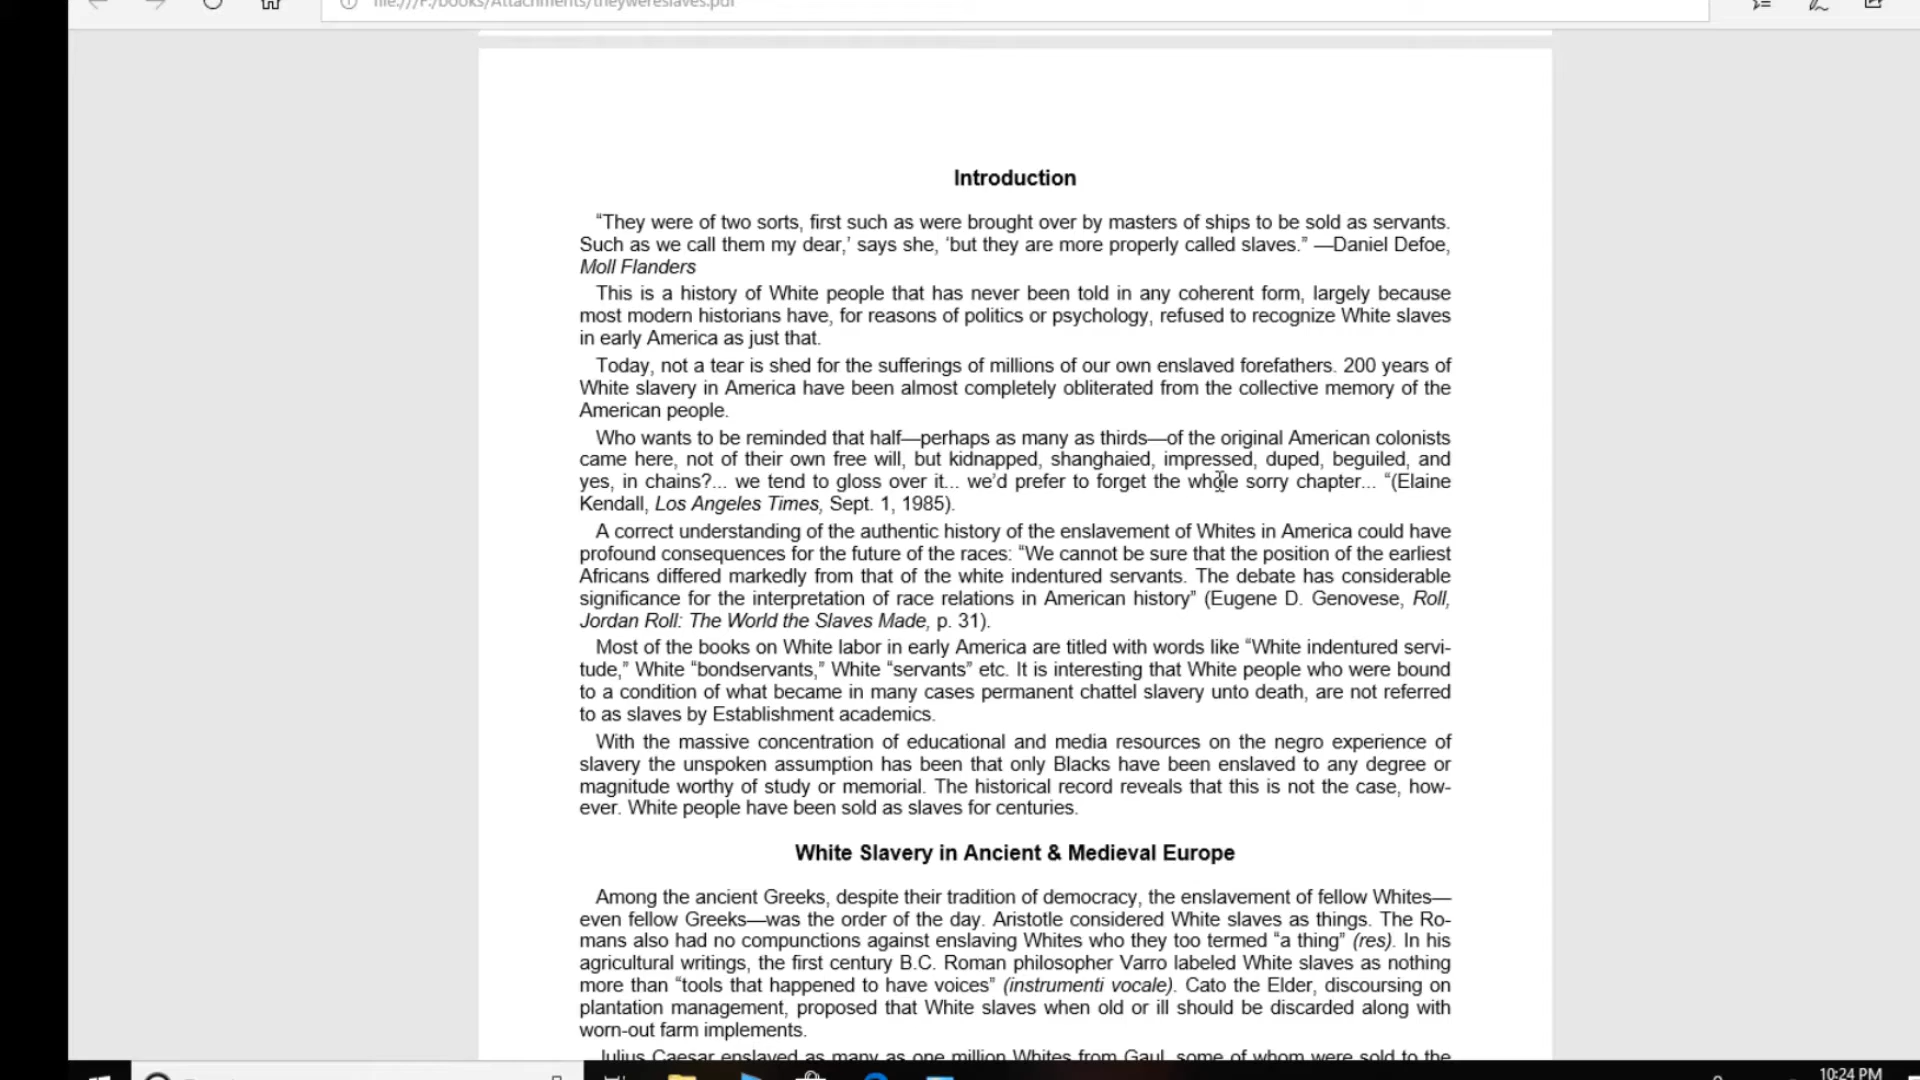 file:///F:/books/Attachments/theywereslaves.pdf
Introduction
“They were of two sorts, first such as were brought over by masters of ships to be sold as servants.
Such as we call them my dear,’ says she, ‘but they are more properly called slaves.” —Daniel Defoe,
Moll Flanders
This is a history of White people that has never been told in any coherent form, largely because
most modern historians have, for reasons of politics or psychology, refused to recognize White slaves
in early America as just that.
Today, not a tear is shed for the sufferings of millions of our own enslaved forefathers. 200 years of
White slavery in America have been almost completely obliterated from the collective memory of the
American people.
Who wants to be reminded that half—perhaps as many as thirds—of the original American colonists
came here, not of their own free will, but kidnapped, shanghaied, impressed, duped, beguiled, and
yes, in chains?... we tend to gloss over it... we’d prefer to forget the whole sorry chapter... “(Elaine
Kendall, Los Angeles Times, Sept. 1, 1985).
A correct understanding of the authentic history of the enslavement of Whites in America could have
profound consequences for the future of the races: “We cannot be sure that the position of the earliest
Africans differed markedly from that of the white indentured servants. The debate has considerable
significance for the interpretation of race relations in American history” (Eugene D. Genovese, Roll,
Jordan Roll: The World the Slaves Made, p. 31).
Most of the books on White labor in early America are titled with words like “White indentured servi-
tude,” White “bondservants,” White “servants” etc. It is interesting that White people who were bound
to a condition of what became in many cases permanent chattel slavery unto death, are not referred
to as slaves by Establishment academics.
With the massive concentration of educational and media resources on the negro experience of
slavery the unspoken assumption has been that only Blacks have been enslaved to any degree or
magnitude worthy of study or memorial. The historical record reveals that this is not the case, how-
ever. White people have been sold as slaves for centuries.
White Slavery in Ancient & Medieval Europe
Among the ancient Greeks, despite their tradition of democracy, the enslavement of fellow Whites—
even fellow Greeks—was the order of the day. Aristotle considered White slaves as things. The Ro-
mans also had no compunctions against enslaving Whites who they too termed “a thing” (res). In his
agricultural writings, the first century B.C. Roman philosopher Varro labeled White slaves as nothing
more than “tools that happened to have voices” (instrumenti vocale). Cato the Elder, discoursing on
plantation management, proposed that White slaves when old or ill should be discarded along with
worn-out farm implements.
Julius Caesar enslaved as many as one million Whites from Gaul, some of whom were sold to the
10:24 PM